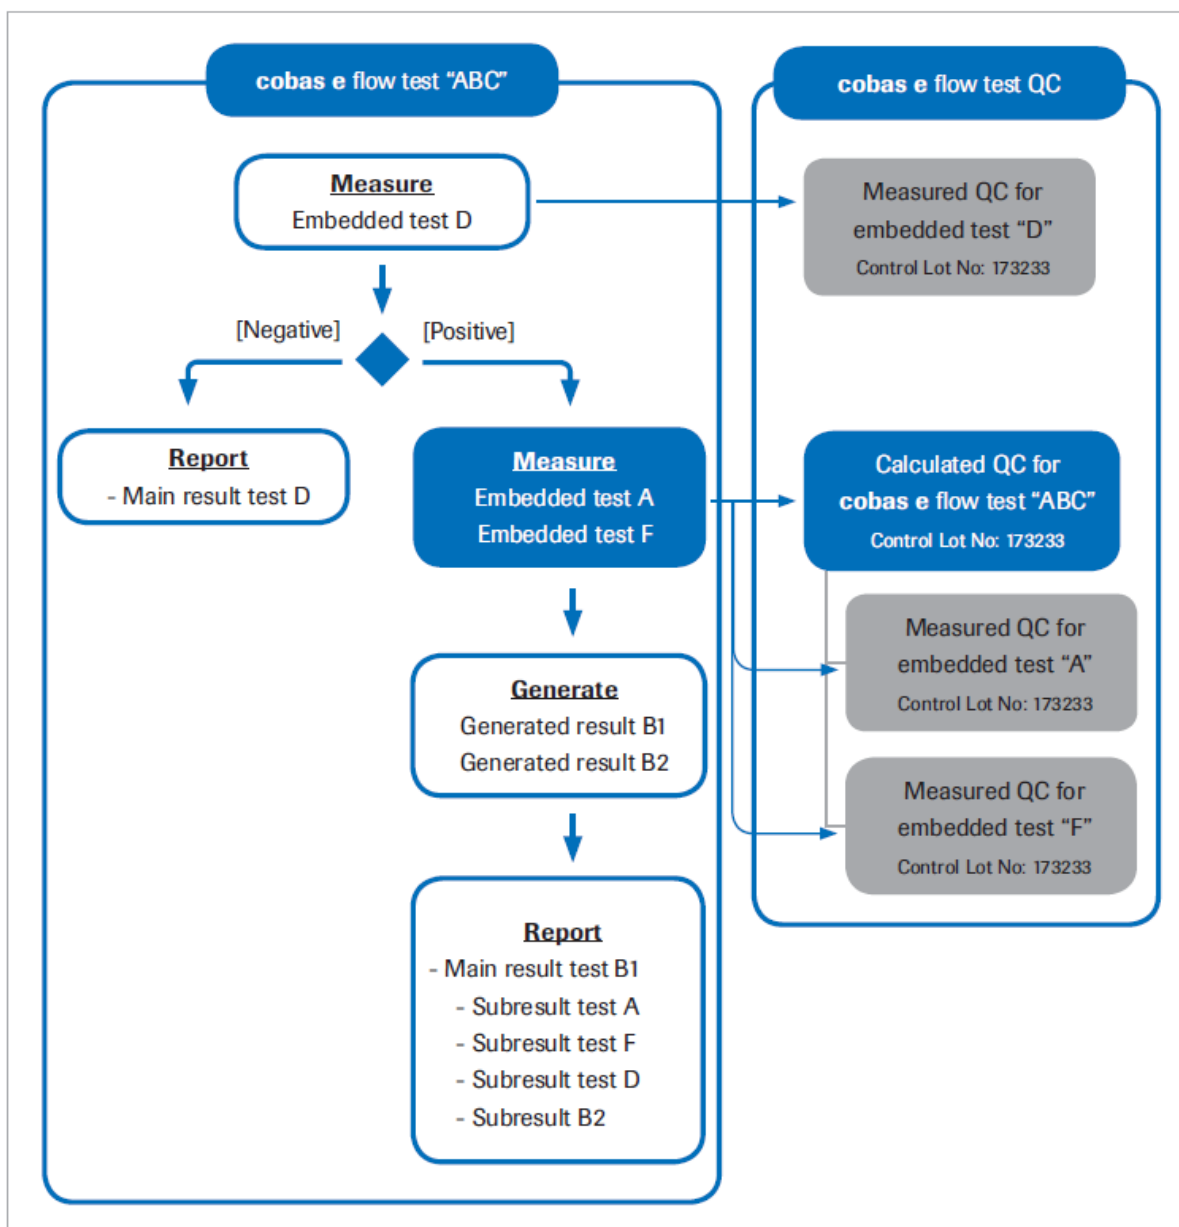 cobas e flow test “ABC”
cobas e flow test QC
Measure
Embedded test D
Measured QC for
embedded test “D”
Control Lot No: 173233
[Negative]
[Positive]
Report
- Main result test D
Measure
Embedded test A
Embedded test F
Calculated QC for
cobas e flow test “ABC”
Control Lot No: 173233
Measured QC for
embedded test “A”
Control Lot No: 173233
Generate
Generated result B1
Generated result B2
Measured QC for
embedded test “F”
Control Lot No: 173233
Report
- Main result test B1
- Subresult test A
- Subresult test F
- Subresult test D
- Subresult B2